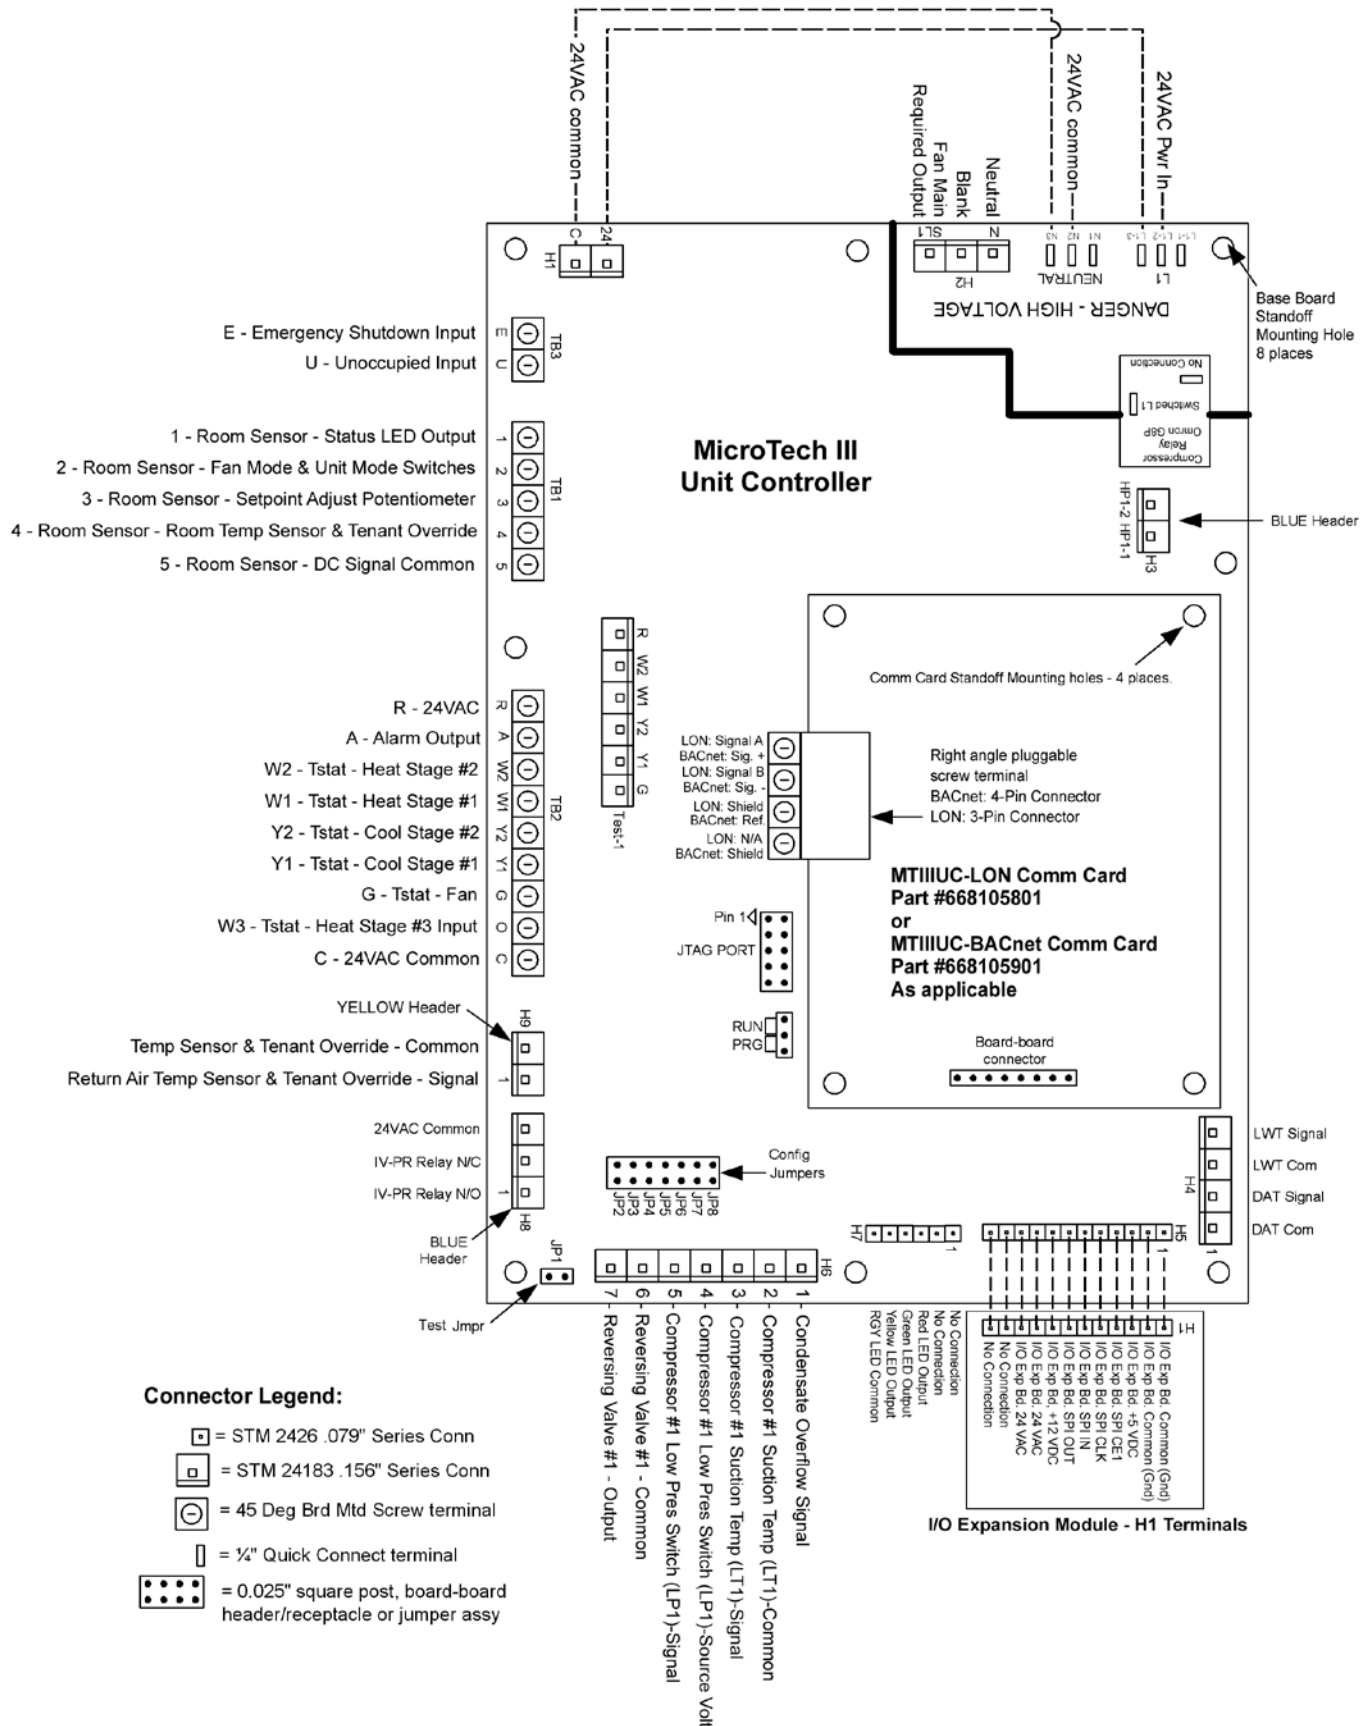 24VAC common
24VAC common
24VAC Pwr In
Required Output
Fan Main
Blank
Neutral
C
24
H1
SL1
N
H2
N3
N2
N1
NEUTRAL
L1-3
L1-2
L1-1
L1
DANGER - HIGH VOLTAGE
Base Board
Standoff
Mounting Hole
8 places
E - Emergency Shutdown Input
U - Unoccupied Input
E
U
TB3
No Connection
Switched L1
Compressor
Relay
Omron G8P
1 - Room Sensor - Status LED Output
2 - Room Sensor - Fan Mode & Unit Mode Switches
3 - Room Sensor - Setpoint Adjust Potentiometer
4 - Room Sensor - Room Temp Sensor & Tenant Override
5 - Room Sensor - DC Signal Common
1
2
3
4
5
TB1
MicroTech III
Unit Controller
HP1-2
HP1-1
H3
BLUE Header
R
W2
W1
Y2
Y1
G
Test-1
Comm Card Standoff Mounting holes - 4 places.
R - 24VAC
A - Alarm Output
W2 - Tstat - Heat Stage #2
W1 - Tstat - Heat Stage #1
Y2 - Tstat - Cool Stage #2
Y1 - Tstat - Cool Stage #1
G - Tstat - Fan
W3 - Tstat - Heat Stage #3 Input
C - 24VAC Common
R
A
W2
W1
Y2
Y1
G
O
C
TB2
LON: Signal A
BACnet: Sig. +
LON: Signal B
BACnet: Sig. -
LON: Shield
BACnet: Ref.
LON: N/A
BACnet: Shield
Right angle pluggable
screw terminal
BACnet: 4-Pin Connector
LON: 3-Pin Connector
MTIIIUC-LON Comm Card
Part #668105801
or
MTIIIUC-BACnet Comm Card
Part #668105901
As applicable
Pin 1
JTAG PORT
RUN
PRG
Board-board
connector
YELLOW Header
H9
Temp Sensor & Tenant Override - Common
Return Air Temp Sensor & Tenant Override - Signal
1
24VAC Common
IV-PR Relay N/C
IV-PR Relay N/O
1
H8
BLUE
Header
Config
Jumpers
JP2
JP3
JP4
JP5
JP6
JP7
JP8
LWT Signal
LWT Com
DAT Signal
DAT Com
H4
1
JP1
Test Jmpr
H6
H7
1
H5
1
7 - Reversing Valve #1 - Output
6 - Reversing Valve #1 - Common
5 - Compressor #1 Low Pres Switch (LP1)-Signal
4 - Compressor #1 Low Pres Switch (LP1)-Source Volt
3 - Compressor #1 Suction Temp (LT1)-Signal
2 - Compressor #1 Suction Temp (LT1)-Common
1 - Condensate Overflow Signal
RGY LED Common
Yellow LED Output
Green LED Output
Red LED Output
No Connection
No Connection
H1
No Connection
No Connection
I/O Exp Bd. 24 VAC
I/O Exp Bd. 24 VAC
I/O Exp Bd. +12 VDC
I/O Exp Bd. SPI OUT
I/O Exp Bd. SPI IN
I/O Exp Bd. SPI CLK
I/O Exp Bd. SPI CE1
I/O Exp Bd. +5 VDC
I/O Exp Bd. Common (Gnd)
I/O Exp Bd. Common (Gnd)
I/O Expansion Module - H1 Terminals
Connector Legend:
= STM 2426 .079" Series Conn
= STM 24183 .156" Series Conn
= 45 Deg Brd Mtd Screw terminal
= ¼" Quick Connect terminal
= 0.025" square post, board-board
header/receptacle or jumper assy